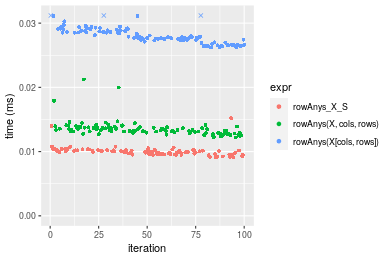 0.03
0.02
0.01
0.00
time (ms)
0
25
50
75
100
iteration
expr
rowAnys_X_S
rowAnys(X, cols, rows)
rowAnys(X[cols, rows])